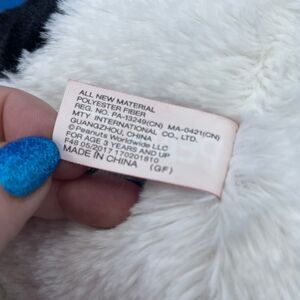 ALL NEW MATERIAL
POLYESTER FIBER
REG. NO. PA-13249(CN) MA-0421(CN)
MTY INTERNATIONAL CO., LTD.
GUANGZHOU, CHINA
©Peanuts Worldwide LLC
FOR AGE 3 YEARS AND UP
F48 05/2017 170201810
MADE IN CHINA (GF)